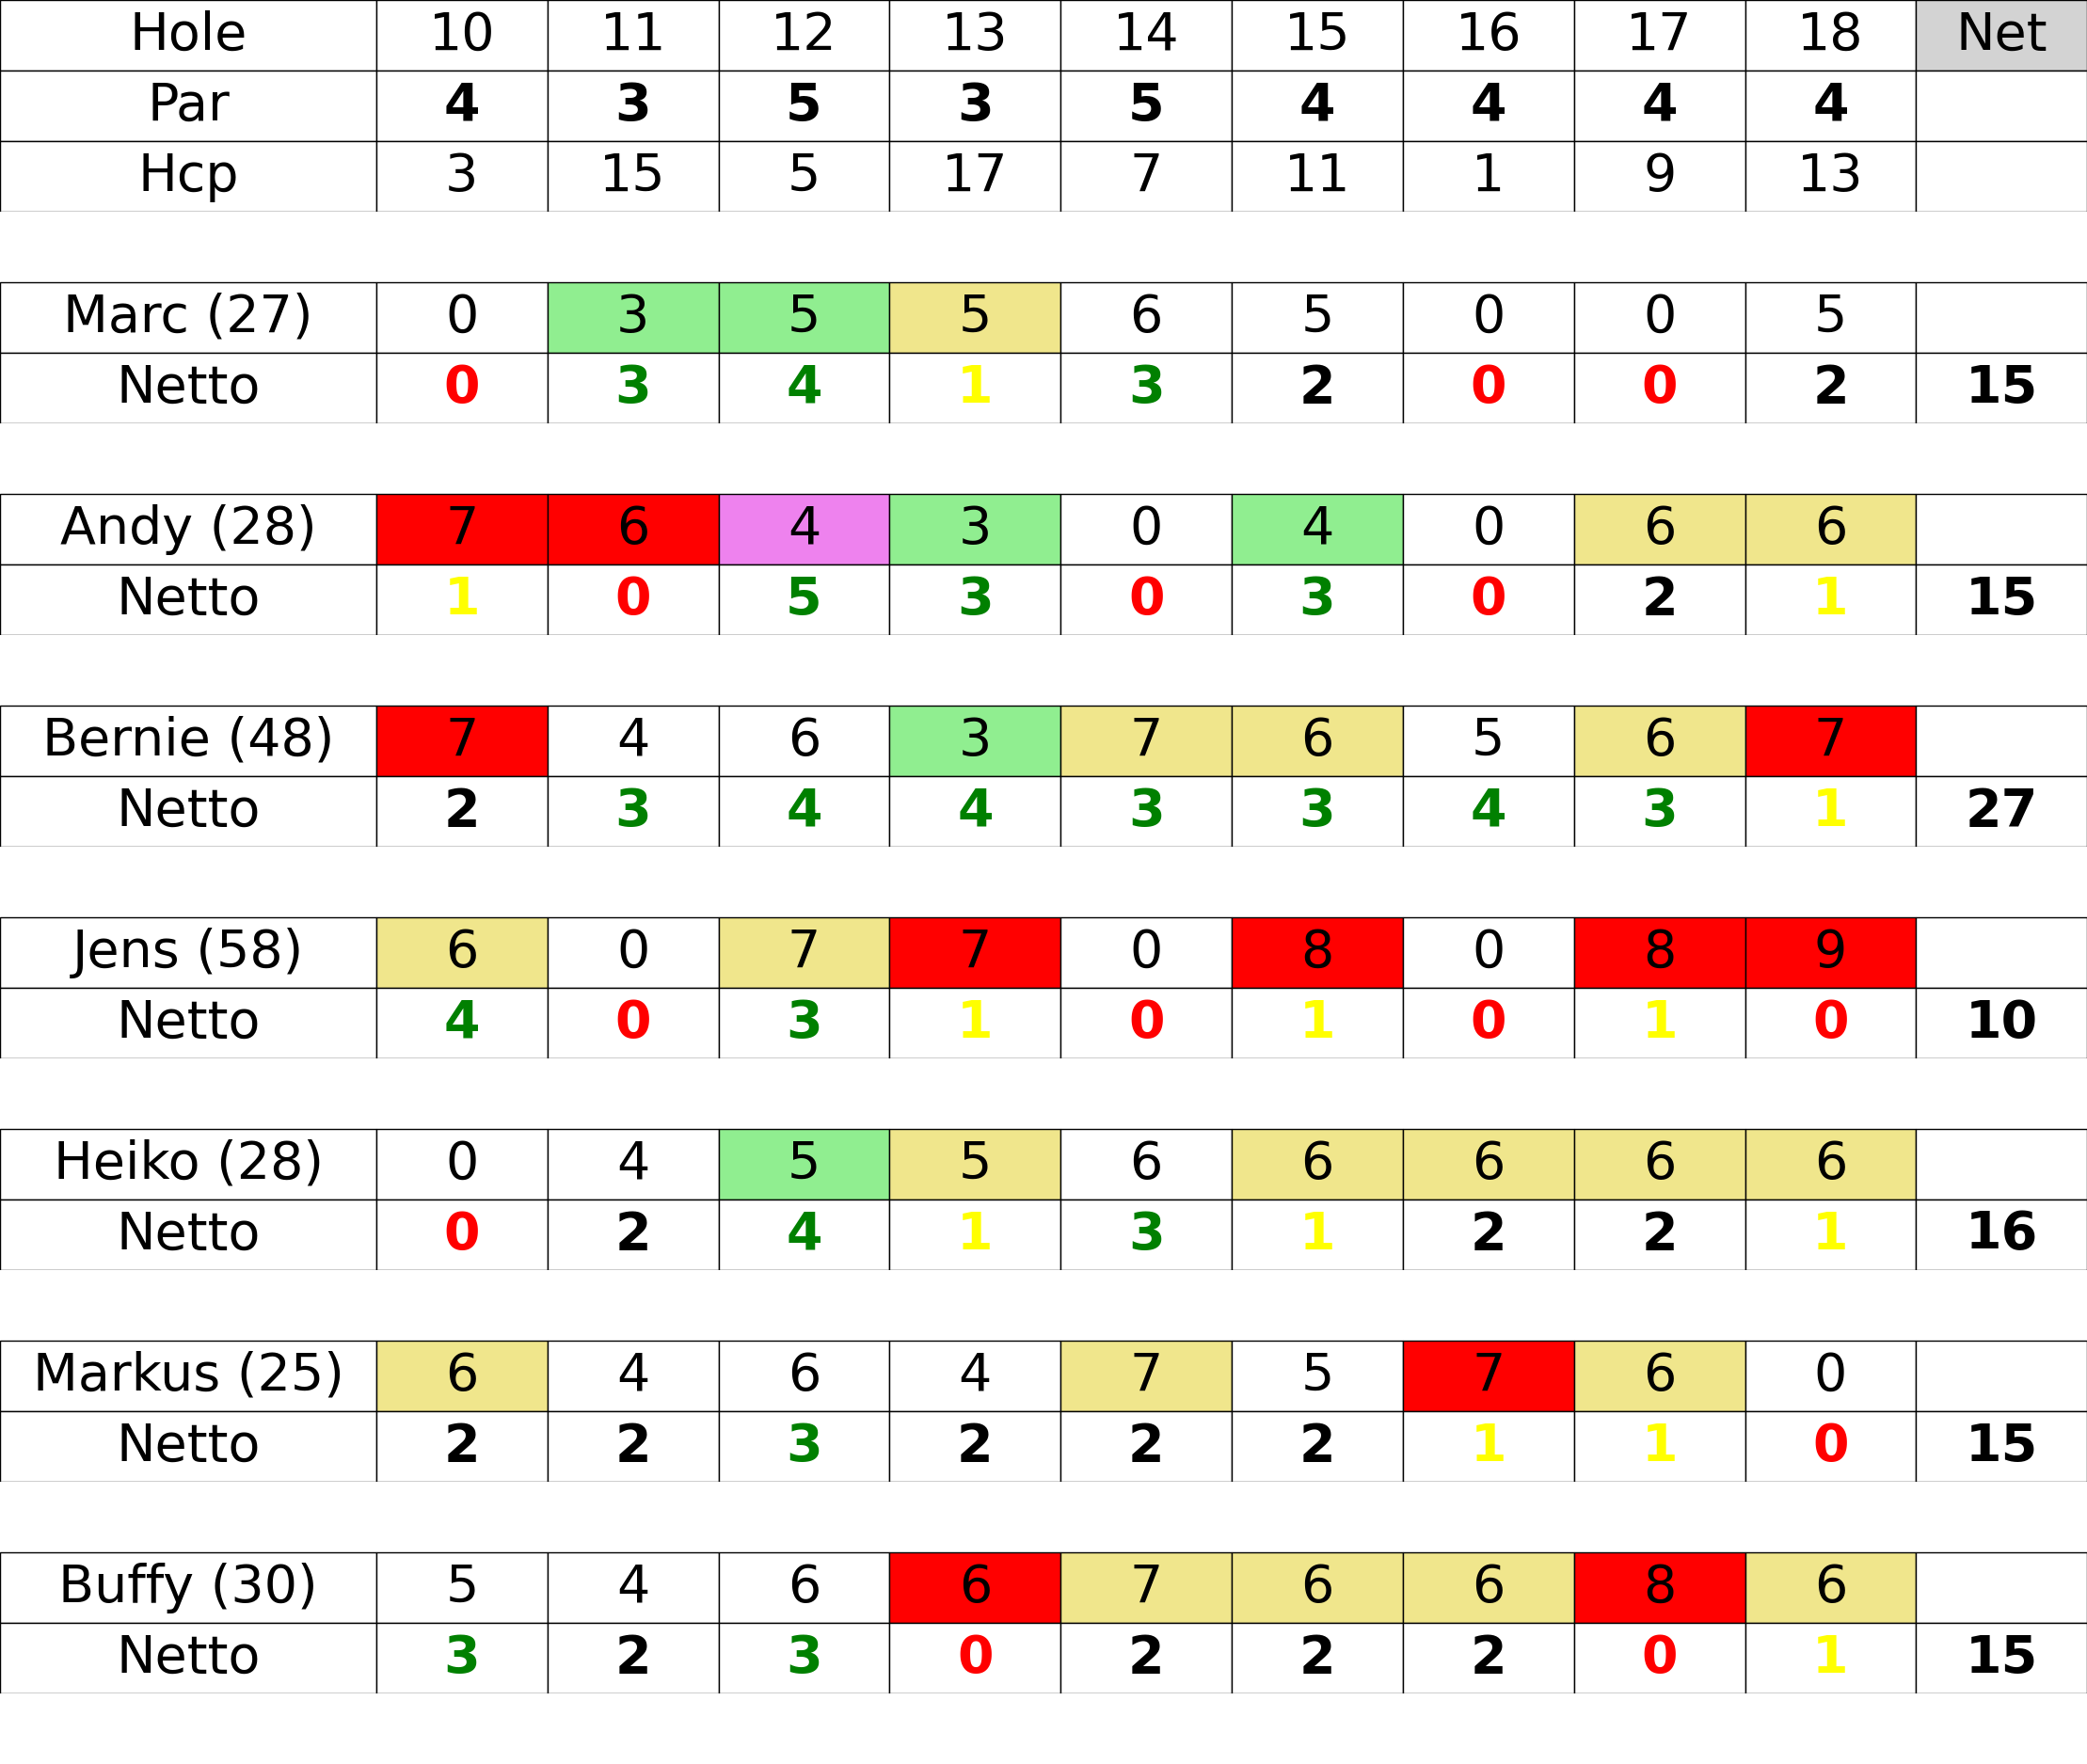 Hole 10 11 12 13 14 15 16 17 18 Net
Par 4 3 5 3 5 4 4 4 4
Hcp 3 15 5 17 7 11 1 9 13
Marc (27) 0 3 5 5 6 5 0 0 5
Netto 0 3 4 1 3 2 0 0 2 15
Andy (28) 7 6 4 3 0 4 0 6 6
Netto 1 0 5 3 0 3 0 2 1 15
Bernie (48) 7 4 6 3 7 6 5 6 7
Netto 2 3 4 4 3 3 4 3 1 27
Jens (58) 6 0 7 7 0 8 0 8 9
Netto 4 0 3 1 0 1 0 1 0 10
Heiko (28) 0 4 5 5 6 6 6 6 6
Netto 0 2 4 1 3 1 2 2 1 16
Markus (25) 6 4 6 4 7 5 7 6 0
Netto 2 2 3 2 2 2 1 1 0 15
Buffy (30) 5 4 6 6 7 6 6 8 6
Netto 3 2 3 0 2 2 2 0 1 15